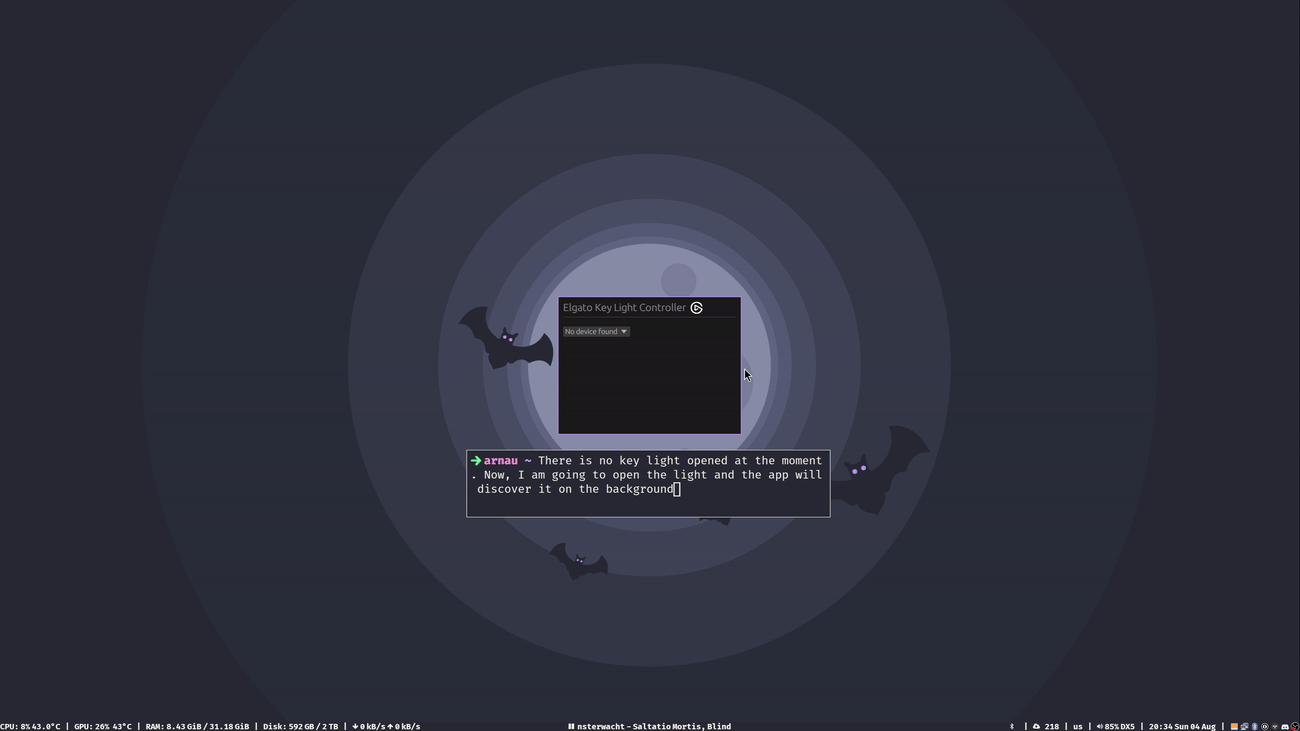 Elgato Key Light Controller
No device found
arnau ~ There is no key light opened at the moment
. Now, I am going to open the light and the app will
discover it on the background
CPU: 8% 43.0°C | GPU: 26% 43°C | RAM: 8.43 GiB / 31.18 GiB | Disk: 592 GB / 2 TB | 0 kB/s 0 kB/s
nsterwacht – Saltatio Mortis, Blind
| 218 | us | 85% DX5 | 20:34 Sun 04 Aug |